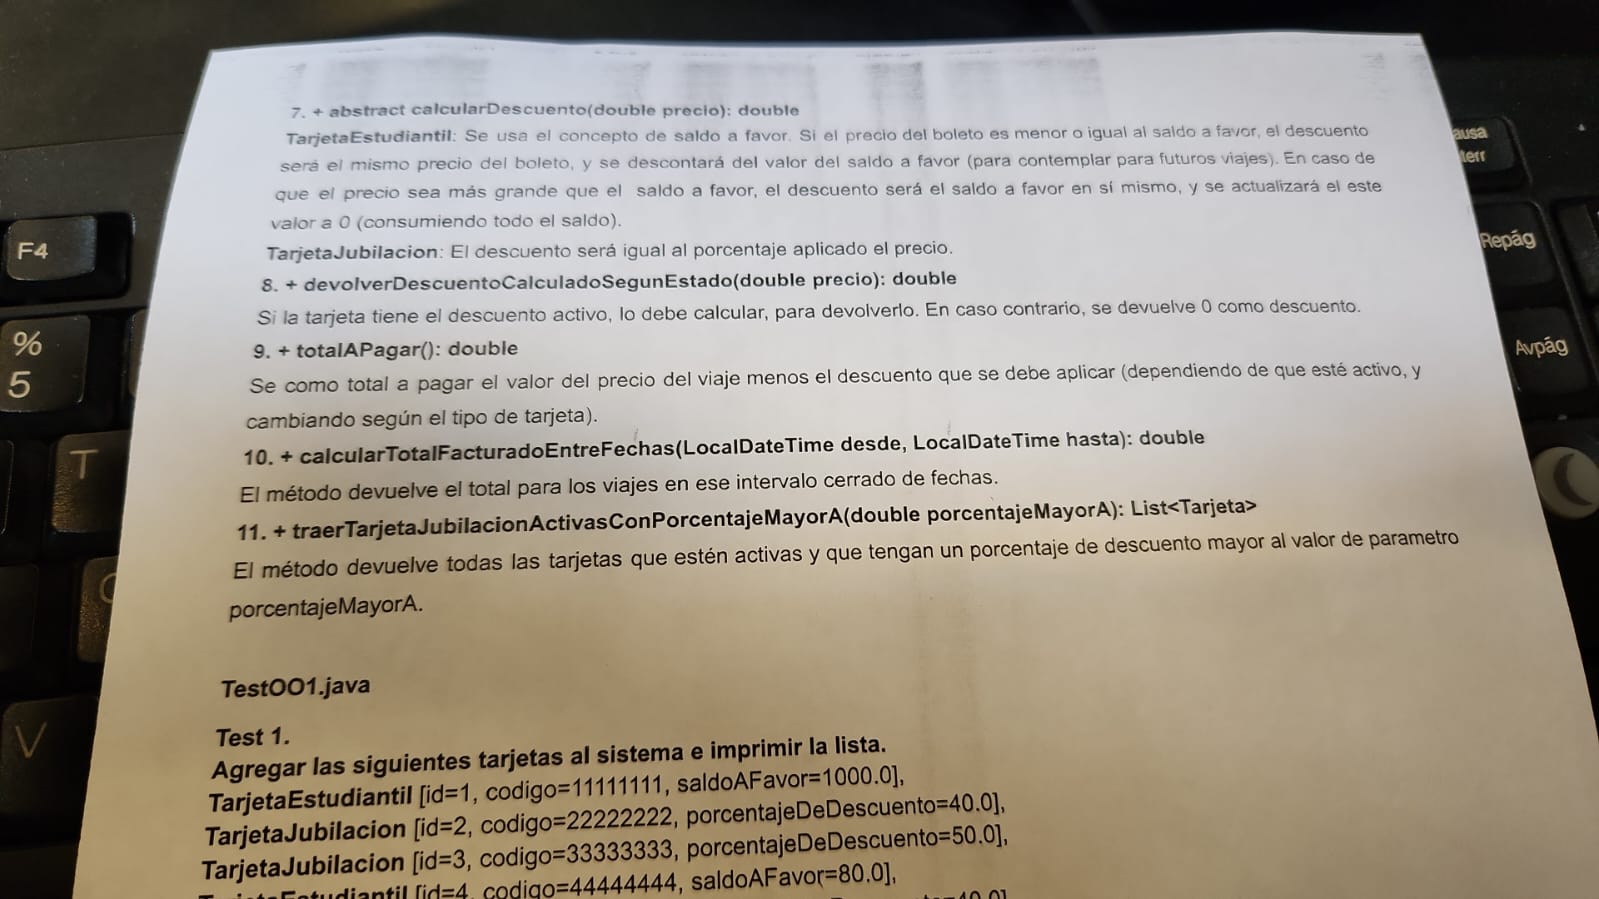 7. + abstract calcularDescuento(double precio): double
TarjetaEstudiantil: Se usa el concepto de saldo a favor. Si el precio del boleto es menor o igual al saldo a favor, el descuento
será el mismo precio del boleto, y se descontará del valor del saldo a favor (para contemplar para futuros viajes). En caso de
que el precio sea más grande que el saldo a favor, el descuento será el saldo a favor en sí mismo, y se actualizará el este
valor a 0 (consumiendo todo el saldo).
TarjetaJubilacion: El descuento será igual al porcentaje aplicado el precio.
8. + devolverDescuentoCalculadoSegunEstado(double precio): double
Si la tarjeta tiene el descuento activo, lo debe calcular, para devolverlo. En caso contrario, se devuelve 0 como descuento.
9. + totalAPagar(): double
Se como total a pagar el valor del precio del viaje menos el descuento que se debe aplicar (dependiendo de que esté activo, y
cambiando según el tipo de tarjeta).
10. + calcularTotalFacturadoEntreFechas(LocalDateTime desde, LocalDateTime hasta): double
El método devuelve el total para los viajes en ese intervalo cerrado de fechas.
11. + traerTarjetaJubilacionActivasConPorcentajeMayorA(double porcentajeMayorA): List<Tarjeta>
El método devuelve todas las tarjetas que estén activas y que tengan un porcentaje de descuento mayor al valor de parametro
porcentajeMayorA.
TestOO1.java
Test 1.
Agregar las siguientes tarjetas al sistema e imprimir la lista.
TarjetaEstudiantil [id=1, codigo=11111111, saldoAFavor=1000.0],
TarjetaJubilacion [id=2, codigo=22222222, porcentajeDeDescuento=40.0],
TarjetaJubilacion [id=3, codigo=33333333, porcentajeDeDescuento=50.0],
TarjetaEstudiantil [id=4, codigo=44444444, saldoAFavor=80.0],
F4
%
5
T
V
Repág
Avpág